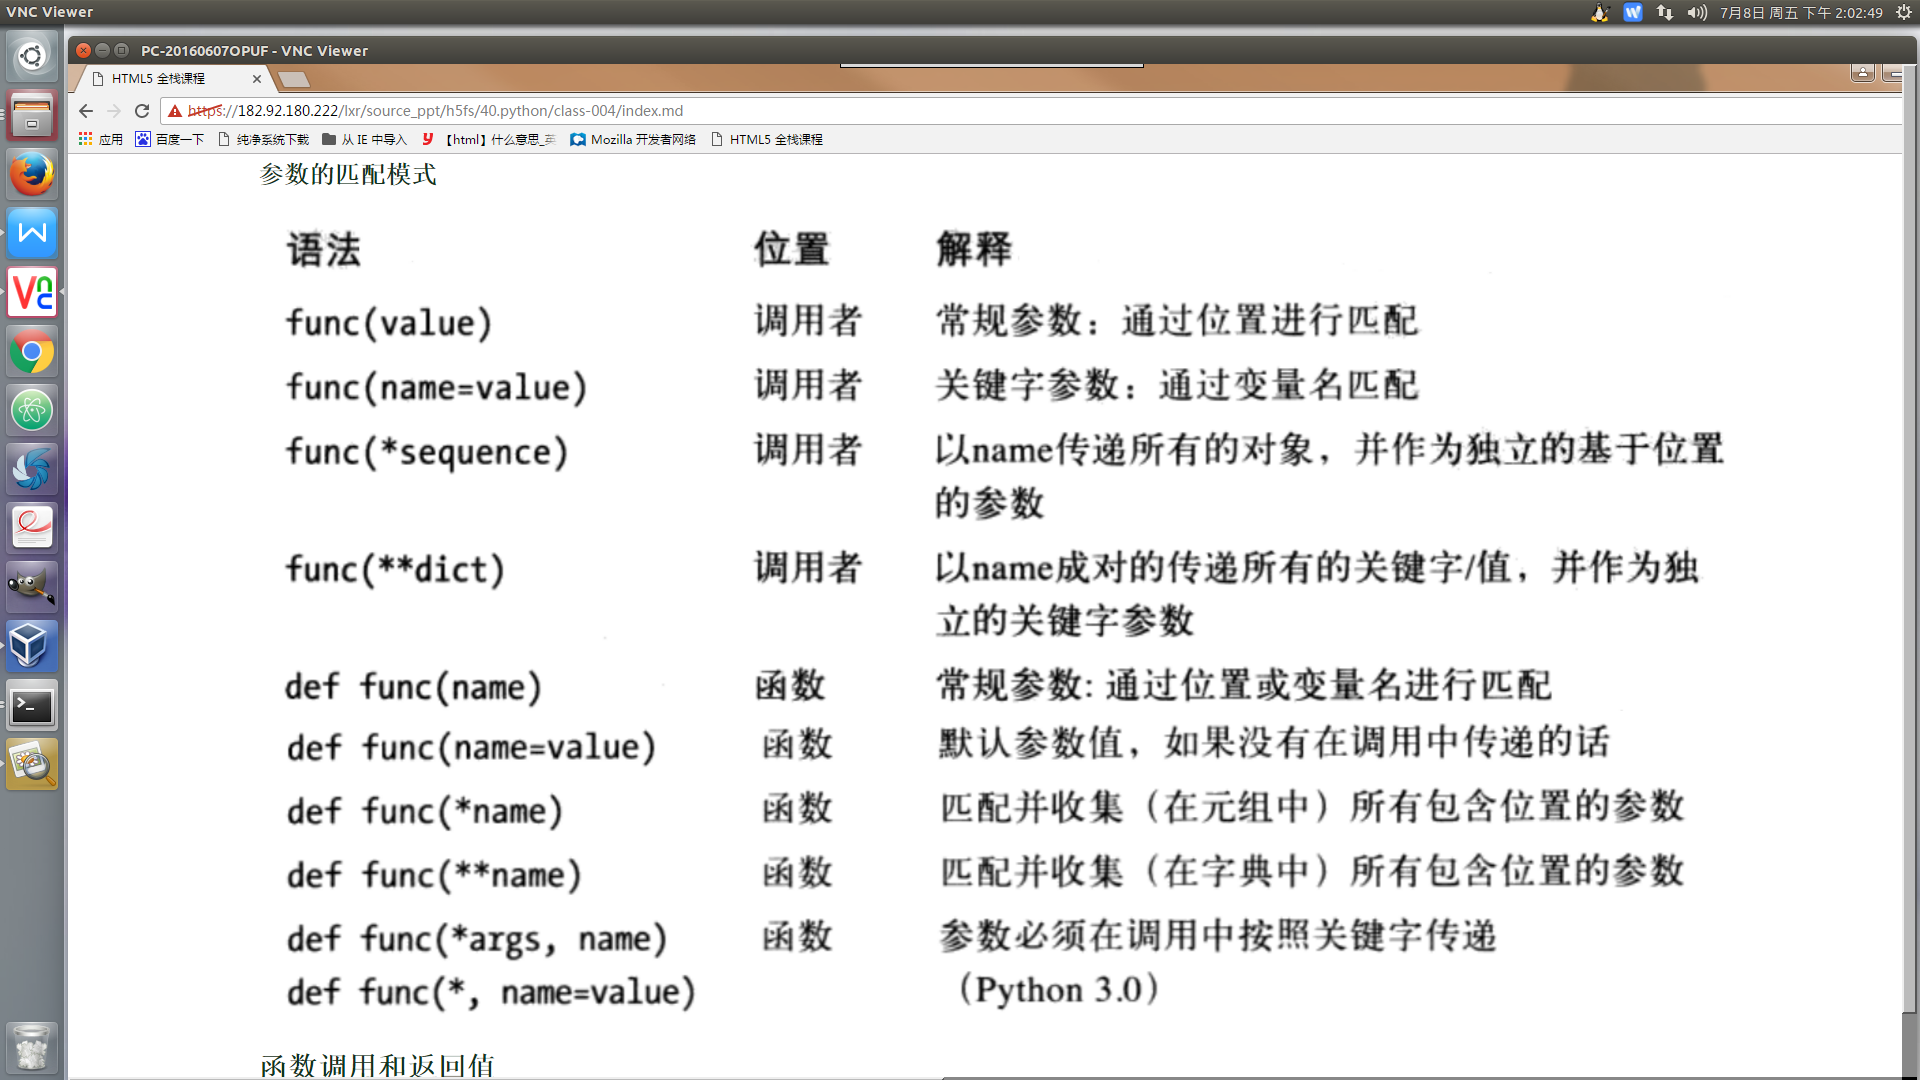 VNC Viewer
7月8日 周五 下午 2:02:49
PC-20160607OPUF - VNC Viewer
HTML5 全栈课程
https://182.92.180.222/lxr/source_ppt/h5fs/40.python/class-004/index.md
应用 百度一下 纯净系统下载 从 IE 中导入 【html】什么意思_英 Mozilla 开发者网络 HTML5 全栈课程
参数的匹配模式
语法 位置 解释
func(value) 调用者 常规参数：通过位置进行匹配
func(name=value) 调用者 关键字参数：通过变量名匹配
func(*sequence) 调用者 以name传递所有的对象，并作为独立的基于位置
的参数
func(**dict) 调用者 以name成对的传递所有的关键字/值，并作为独
立的关键字参数
def func(name) 函数 常规参数: 通过位置或变量名进行匹配
def func(name=value) 函数 默认参数值，如果没有在调用中传递的话
def func(*name) 函数 匹配并收集（在元组中）所有包含位置的参数
def func(**name) 函数 匹配并收集（在字典中）所有包含位置的参数
def func(*args, name) 函数 参数必须在调用中按照关键字传递
def func(*, name=value) （Python 3.0）
函数调用和返回值